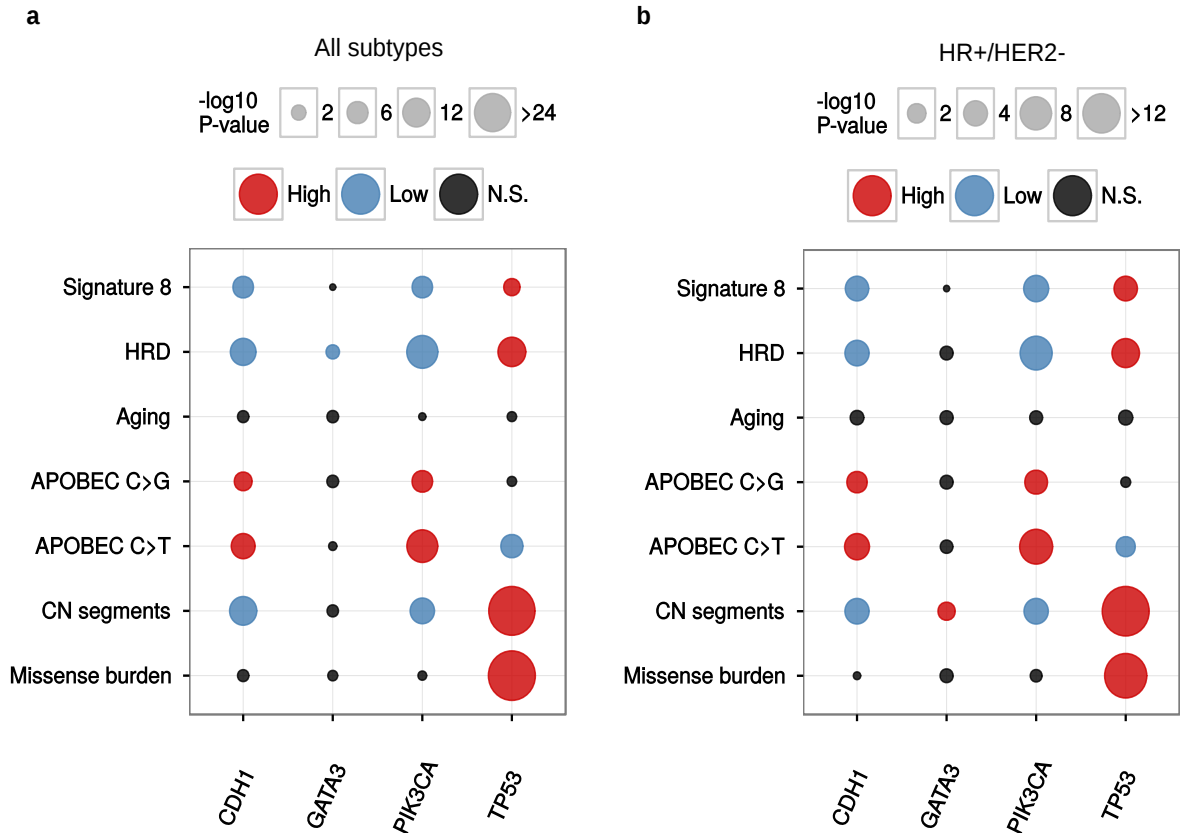 a
All subtypes
-log10
P-value
2
6
12
>24
High
Low
N.S.
Signature 8
HRD
Aging
APOBEC C>G
APOBEC C>T
CN segments
Missense burden
CDH1
GATA3
PIK3CA
TP53
b
HR+/HER2-
-log10
P-value
2
4
8
>12
High
Low
N.S.
Signature 8
HRD
Aging
APOBEC C>G
APOBEC C>T
CN segments
Missense burden
CDH1
GATA3
PIK3CA
TP53